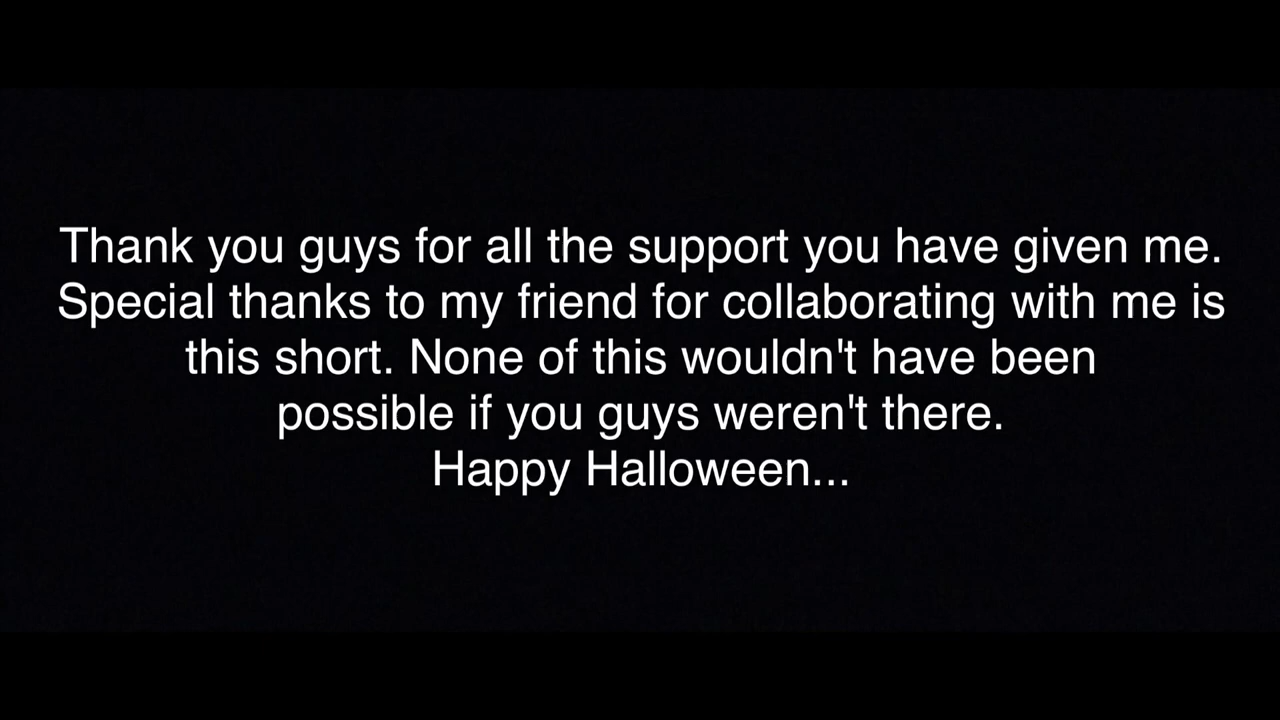 Thank you guys for all the support you have given me.
Special thanks to my friend for collaborating with me is
this short. None of this wouldn't have been
possible if you guys weren't there.
Happy Halloween...